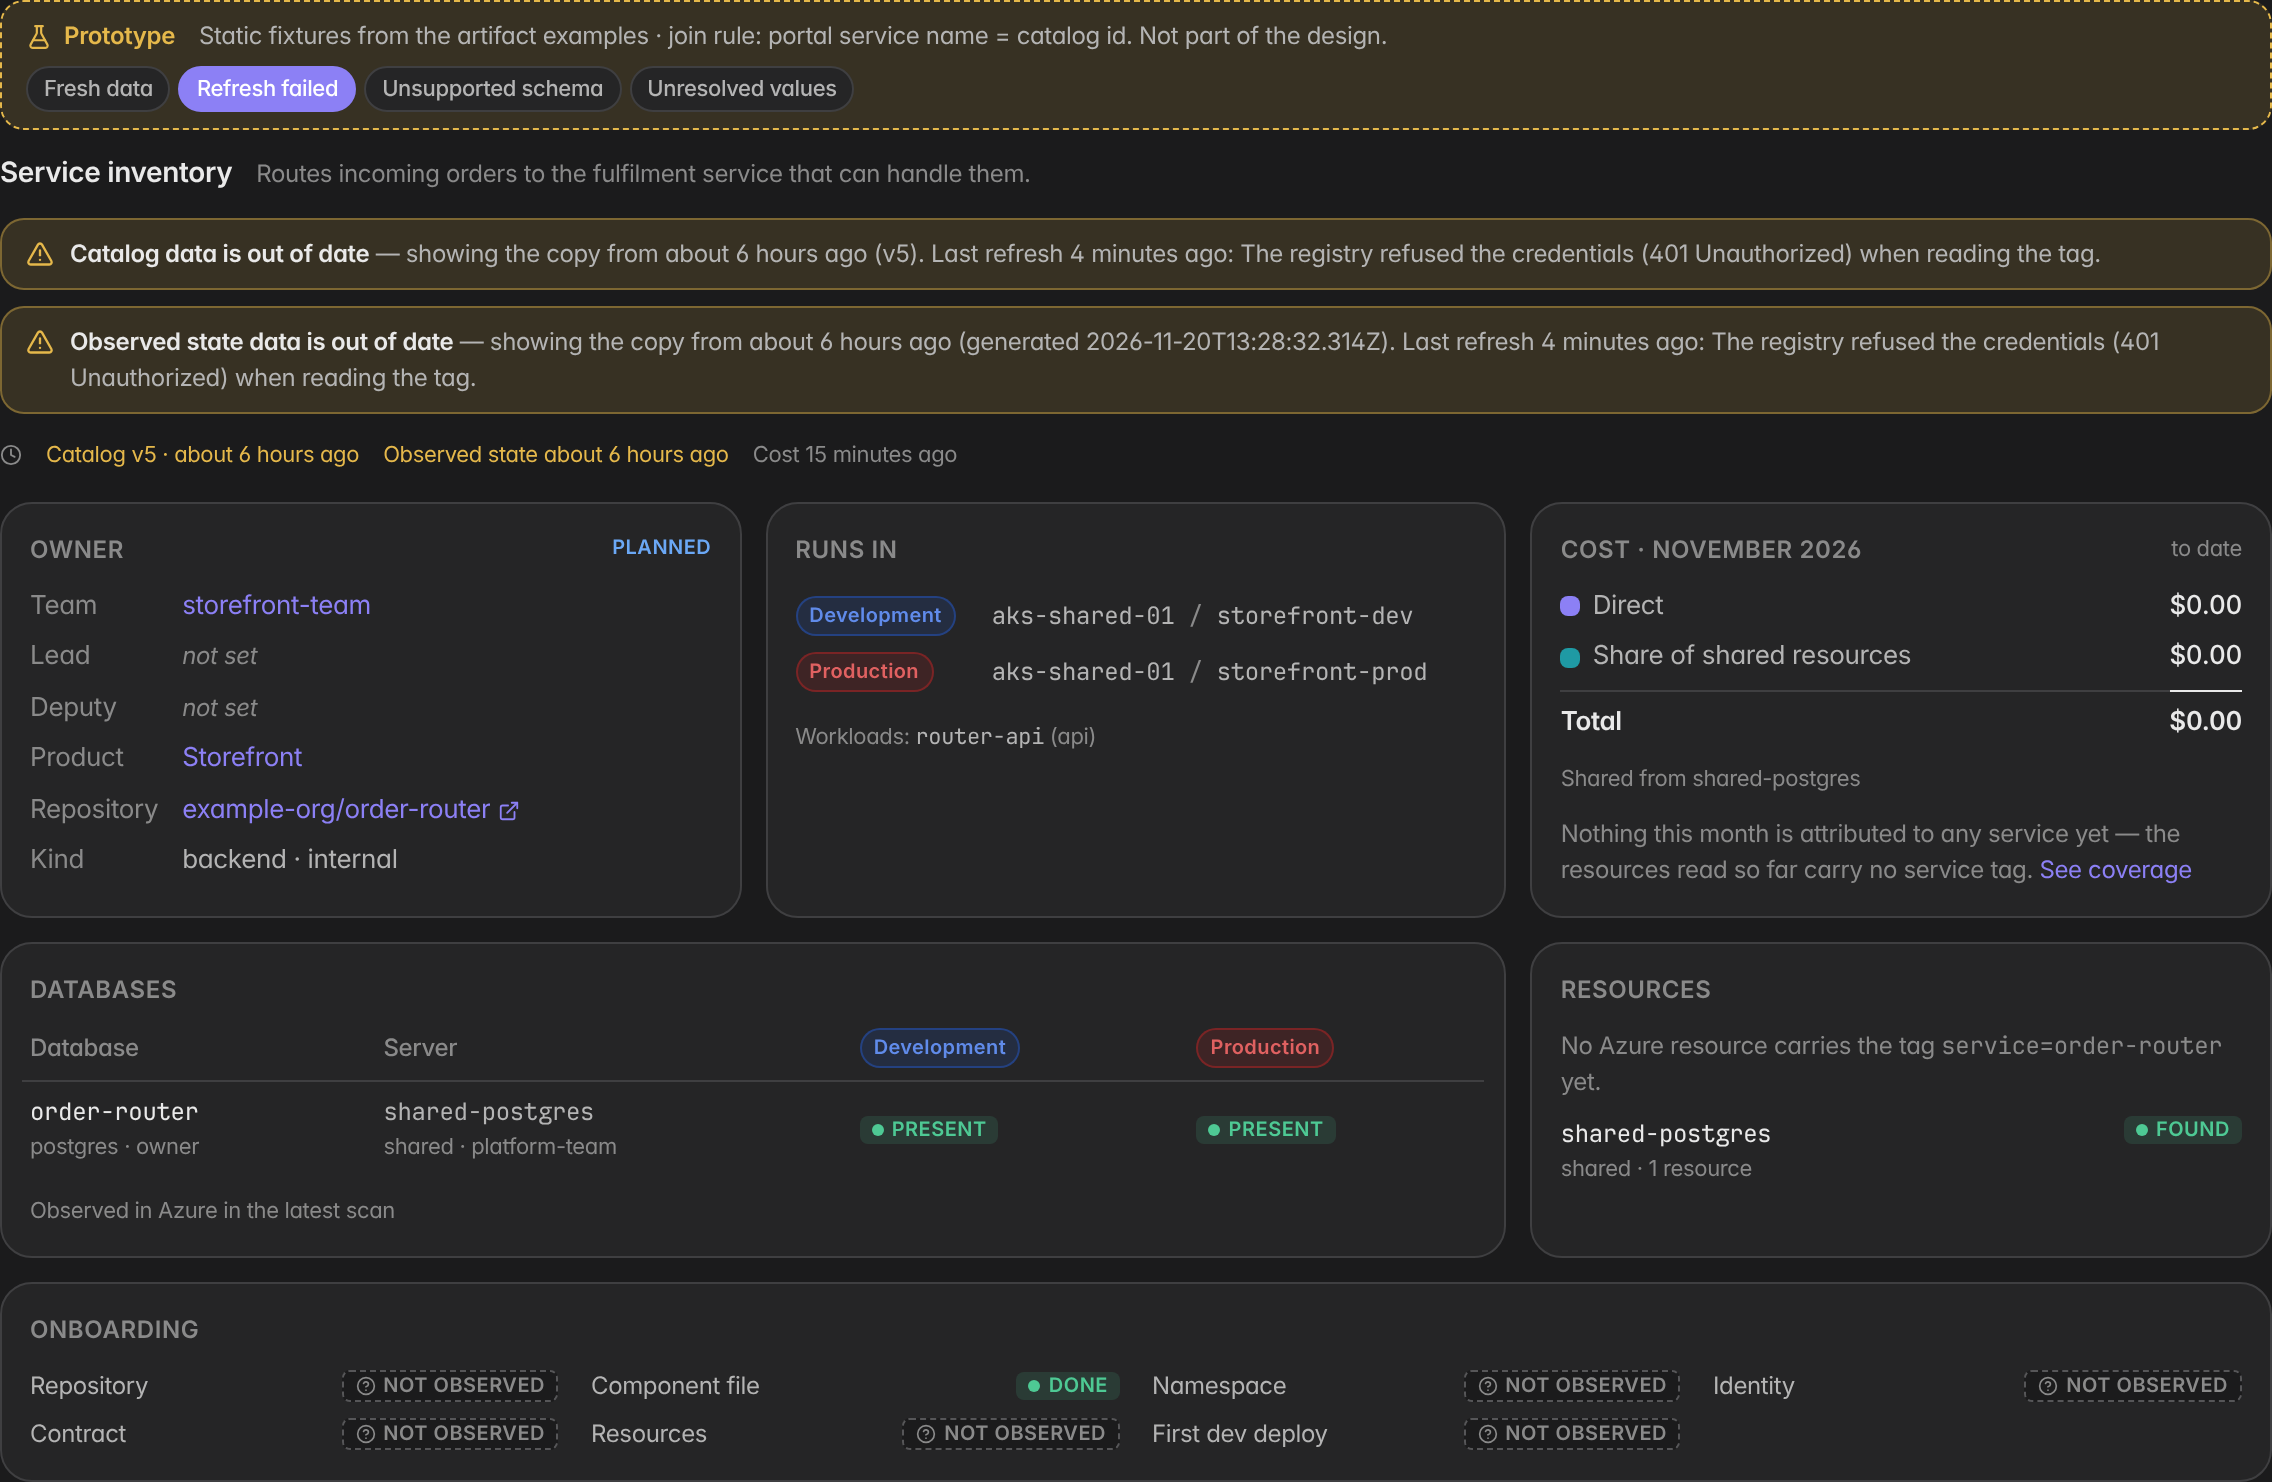 Prototype Static fixtures from the artifact examples · join rule: portal service name = catalog id. Not part of the design.
Fresh data Refresh failed Unsupported schema Unresolved values
Service inventory Routes incoming orders to the fulfilment service that can handle them.
Catalog data is out of date — showing the copy from about 6 hours ago (v5). Last refresh 4 minutes ago: The registry refused the credentials (401 Unauthorized) when reading the tag.
Observed state data is out of date — showing the copy from about 6 hours ago (generated 2026-11-20T13:28:32.314Z). Last refresh 4 minutes ago: The registry refused the credentials (401
Unauthorized) when reading the tag.
Catalog v5 · about 6 hours ago Observed state about 6 hours ago Cost 15 minutes ago
OWNER PLANNED
Team storefront-team
Lead not set
Deputy not set
Product Storefront
Repository example-org/order-router
Kind backend · internal
RUNS IN
Development aks-shared-01 / storefront-dev
Production aks-shared-01 / storefront-prod
Workloads: router-api (api)
COST · NOVEMBER 2026 to date
Direct $0.00
Share of shared resources $0.00
Total $0.00
Shared from shared-postgres
Nothing this month is attributed to any service yet — the
resources read so far carry no service tag. See coverage
DATABASES
Database Server Development Production
order-router shared-postgres PRESENT PRESENT
postgres · owner shared · platform-team
Observed in Azure in the latest scan
RESOURCES
No Azure resource carries the tag service=order-router
yet.
shared-postgres FOUND
shared · 1 resource
ONBOARDING
Repository NOT OBSERVED Component file DONE Namespace NOT OBSERVED Identity NOT OBSERVED
Contract NOT OBSERVED Resources NOT OBSERVED First dev deploy NOT OBSERVED